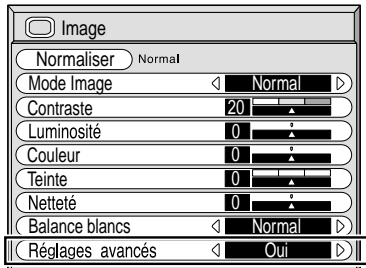 Image
Normaliser Normal
Mode Image Normal
Contraste 20
Luminosité 0
Couleur 0
Teinte 0
Netteté 0
Balance blancs Normal
Réglages avancés Oui